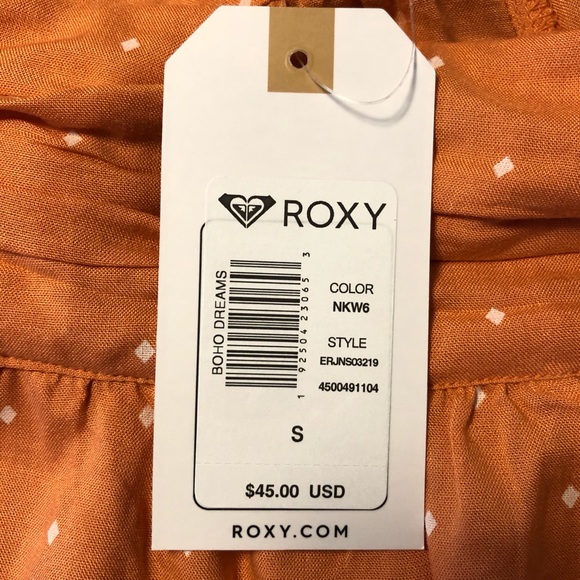 ROXY
BOHO DREAMS
1 92504 23065 3
COLOR
NKW6
STYLE
ERJNS03219
4500491104
S
$45.00 USD
ROXY.COM